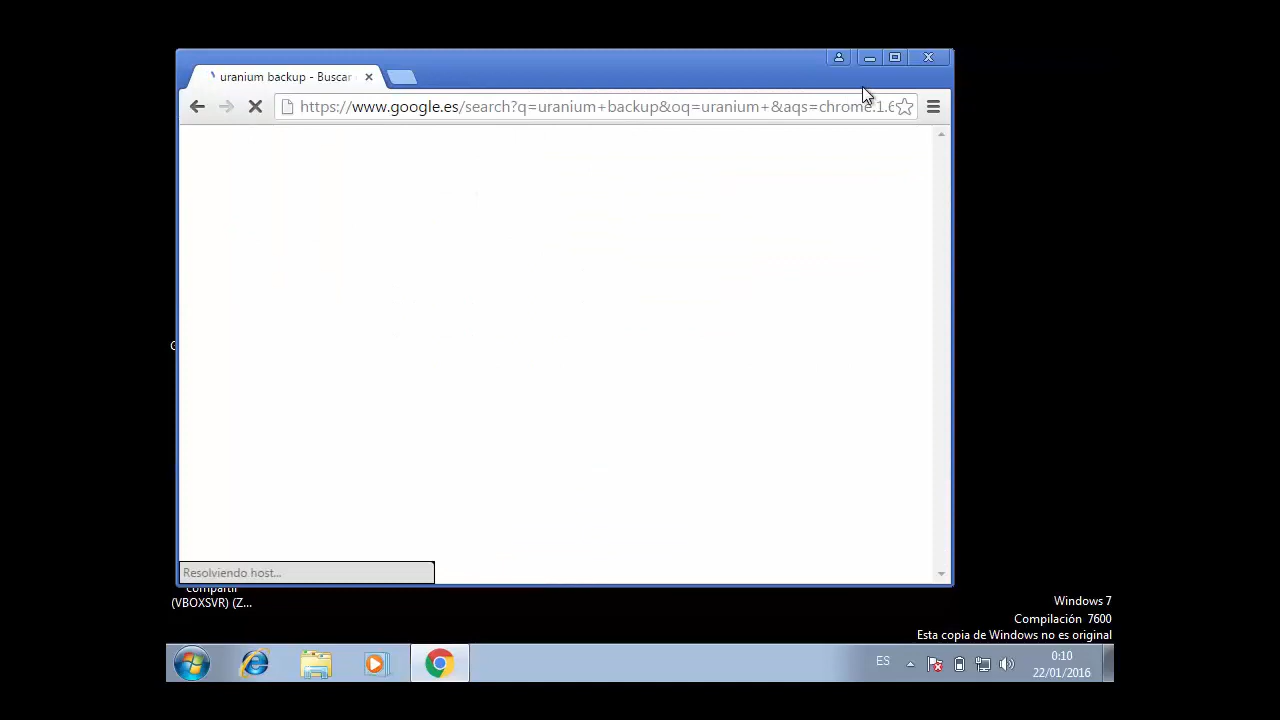 uranium backup - Buscar
https://www.google.es/search?q=uranium+backup&oq=uranium+&aqs=chrome.1.6
G
Resolviendo host...
compartir
(VBOXSVR) (Z...
Windows 7
Compilación 7600
Esta copia de Windows no es original
ES
0:10
22/01/2016